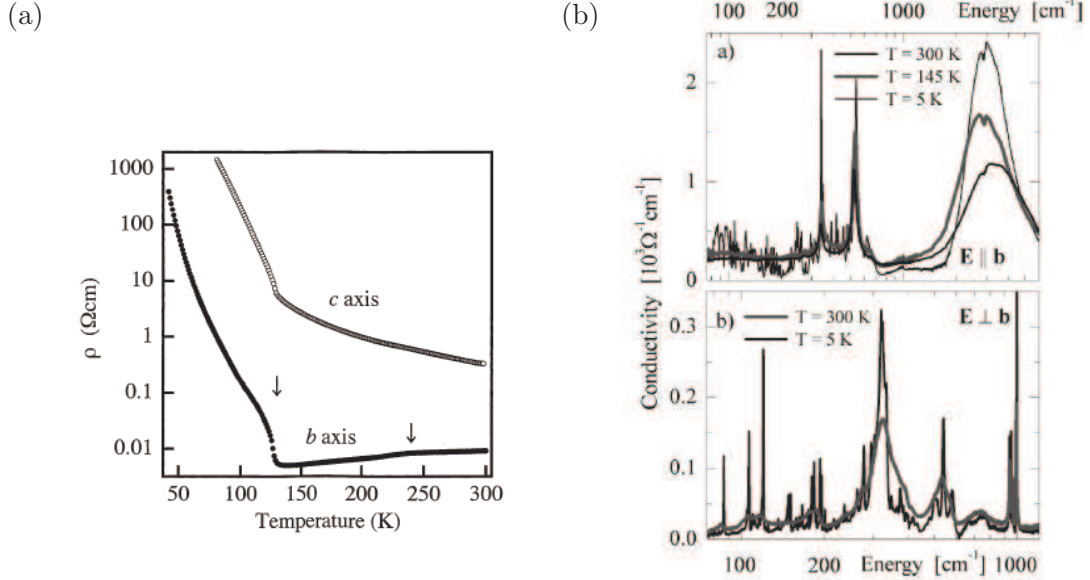 (a)
(b)
1000
100
10
1
0.1
0.01
ρ (Ωcm)
c axis
b axis
50 100 150 200 250 300
Temperature (K)
100 200 1000 Energy [cm⁻¹]
a)
T = 300 K
T = 145 K
T = 5 K
2
1
0
E ∥ b
Conductivity [10³Ω⁻¹cm⁻¹]
b)
T = 300 K
T = 5 K
E ⊥ b
0.3
0.2
0.1
0.0
100 200 Energy [cm⁻¹] 1000